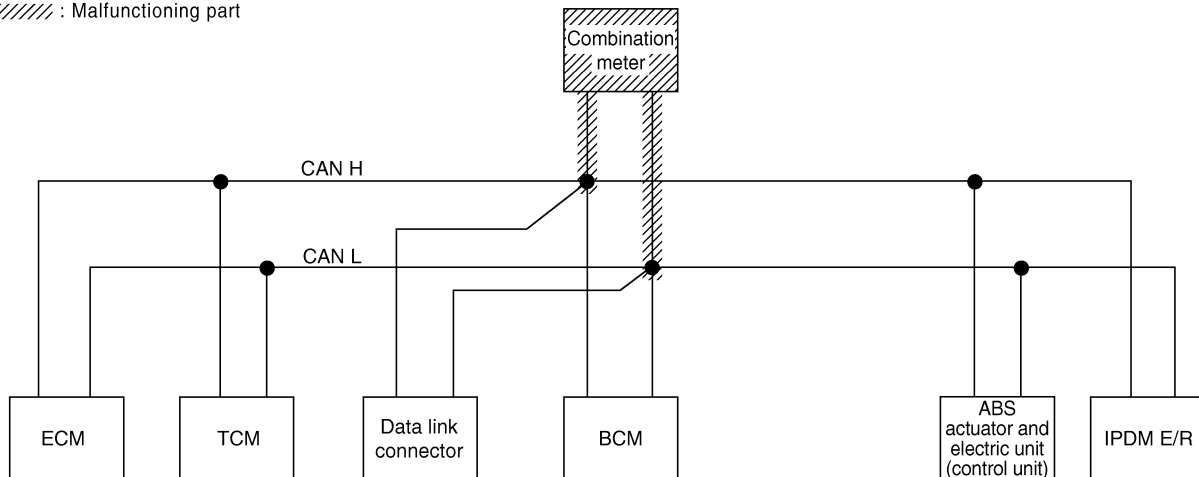 : Malfunctioning part
Combination
meter
CAN H
CAN L
ECM
TCM
Data link
connector
BCM
ABS
actuator and
electric unit
(control unit)
IPDM E/R